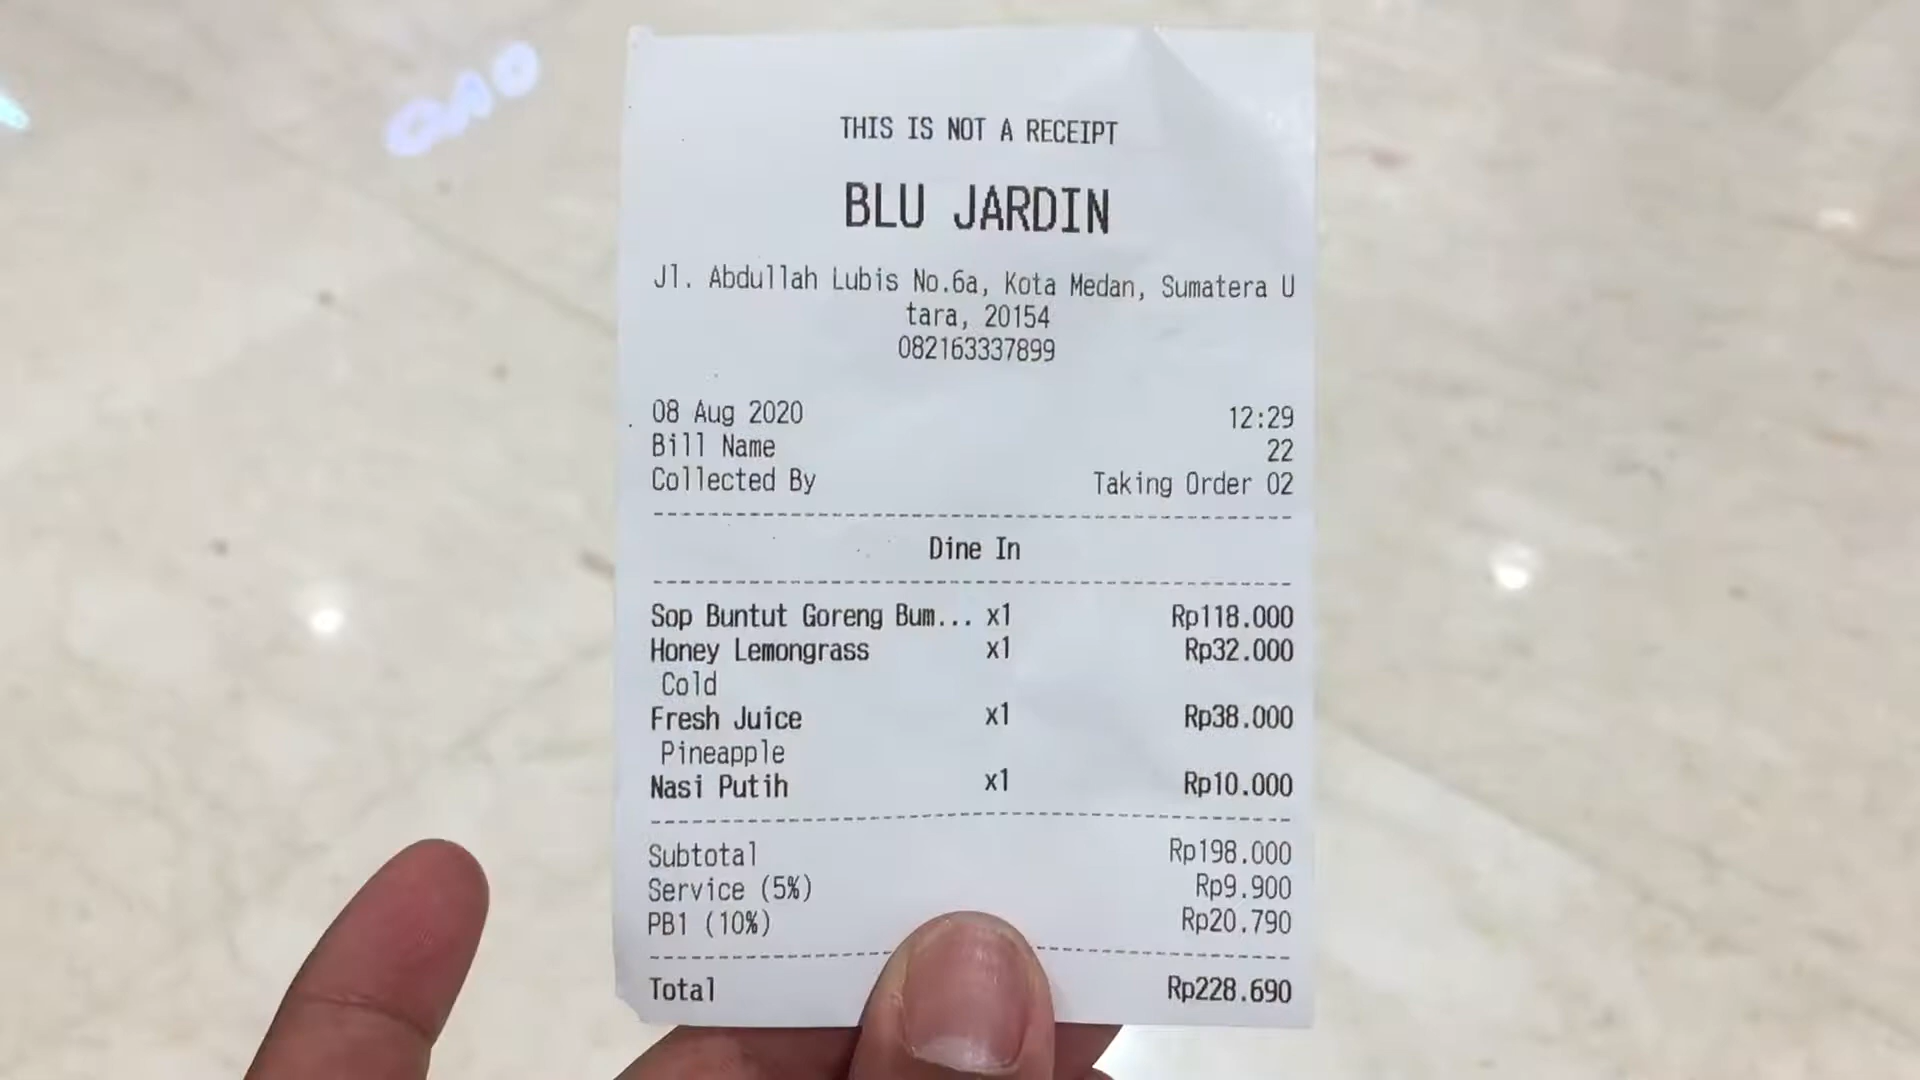 THIS IS NOT A RECEIPT
BLU JARDIN
Jl. Abdullah Lubis No.6a, Kota Medan, Sumatera U
tara, 20154
082163337899
08 Aug 2020 12:29
Bill Name 22
Collected By Taking Order 02
Dine In
Sop Buntut Goreng Bum... x1 Rp118.000
Honey Lemongrass x1 Rp32.000
Cold
Fresh Juice x1 Rp38.000
Pineapple
Nasi Putih x1 Rp10.000
Subtotal Rp198.000
Service (5%) Rp9.900
PB1 (10%) Rp20.790
Total Rp228.690